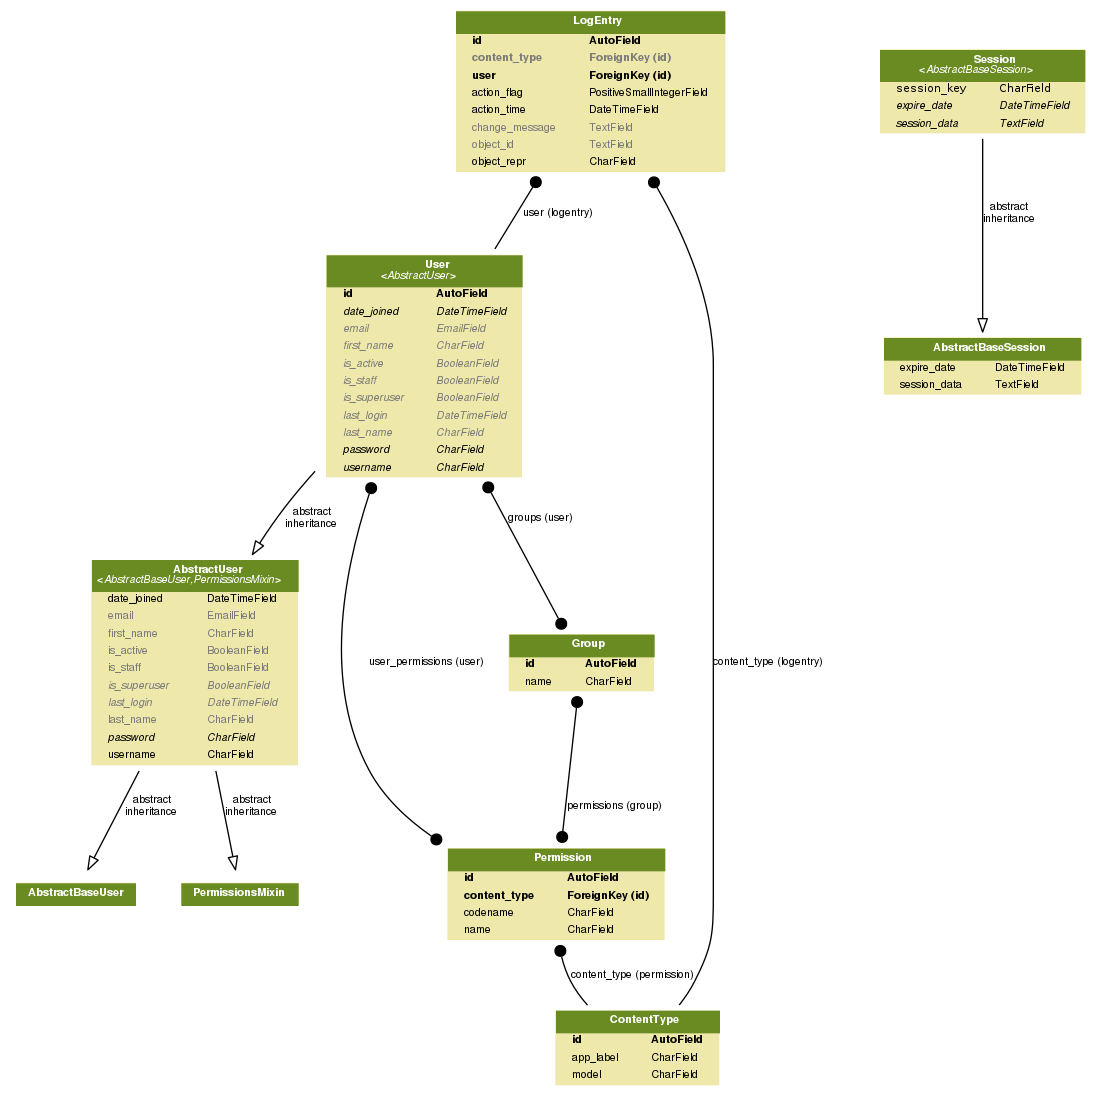 LogEntry
id AutoField
content_type ForeignKey (id)
user ForeignKey (id)
action_flag PositiveSmallIntegerField
action_time DateTimeField
change_message TextField
object_id TextField
object_repr CharField
Session
<AbstractBaseSession>
session_key CharField
expire_date DateTimeField
session_data TextField
user (logentry)
abstract
inheritance
User
<AbstractUser>
id AutoField
date_joined DateTimeField
email EmailField
first_name CharField
is_active BooleanField
is_staff BooleanField
is_superuser BooleanField
last_login DateTimeField
last_name CharField
password CharField
username CharField
AbstractBaseSession
expire_date DateTimeField
session_data TextField
abstract
inheritance
groups (user)
AbstractUser
<AbstractBaseUser,PermissionsMixin>
date_joined DateTimeField
email EmailField
first_name CharField
is_active BooleanField
is_staff BooleanField
is_superuser BooleanField
last_login DateTimeField
last_name CharField
password CharField
username CharField
Group
id AutoField
name CharField
user_permissions (user)
content_type (logentry)
abstract
inheritance
abstract
inheritance
permissions (group)
AbstractBaseUser
PermissionsMixin
Permission
id AutoField
content_type ForeignKey (id)
codename CharField
name CharField
content_type (permission)
ContentType
id AutoField
app_label CharField
model CharField